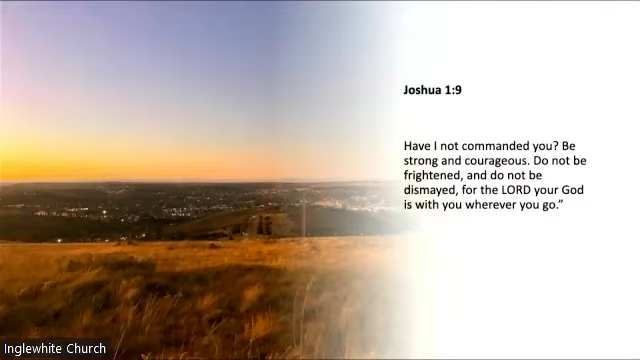 Joshua 1:9
Have I not commanded you? Be
strong and courageous. Do not be
frightened, and do not be
dismayed, for the LORD your God
is with you wherever you go.”
Inglewhite Church